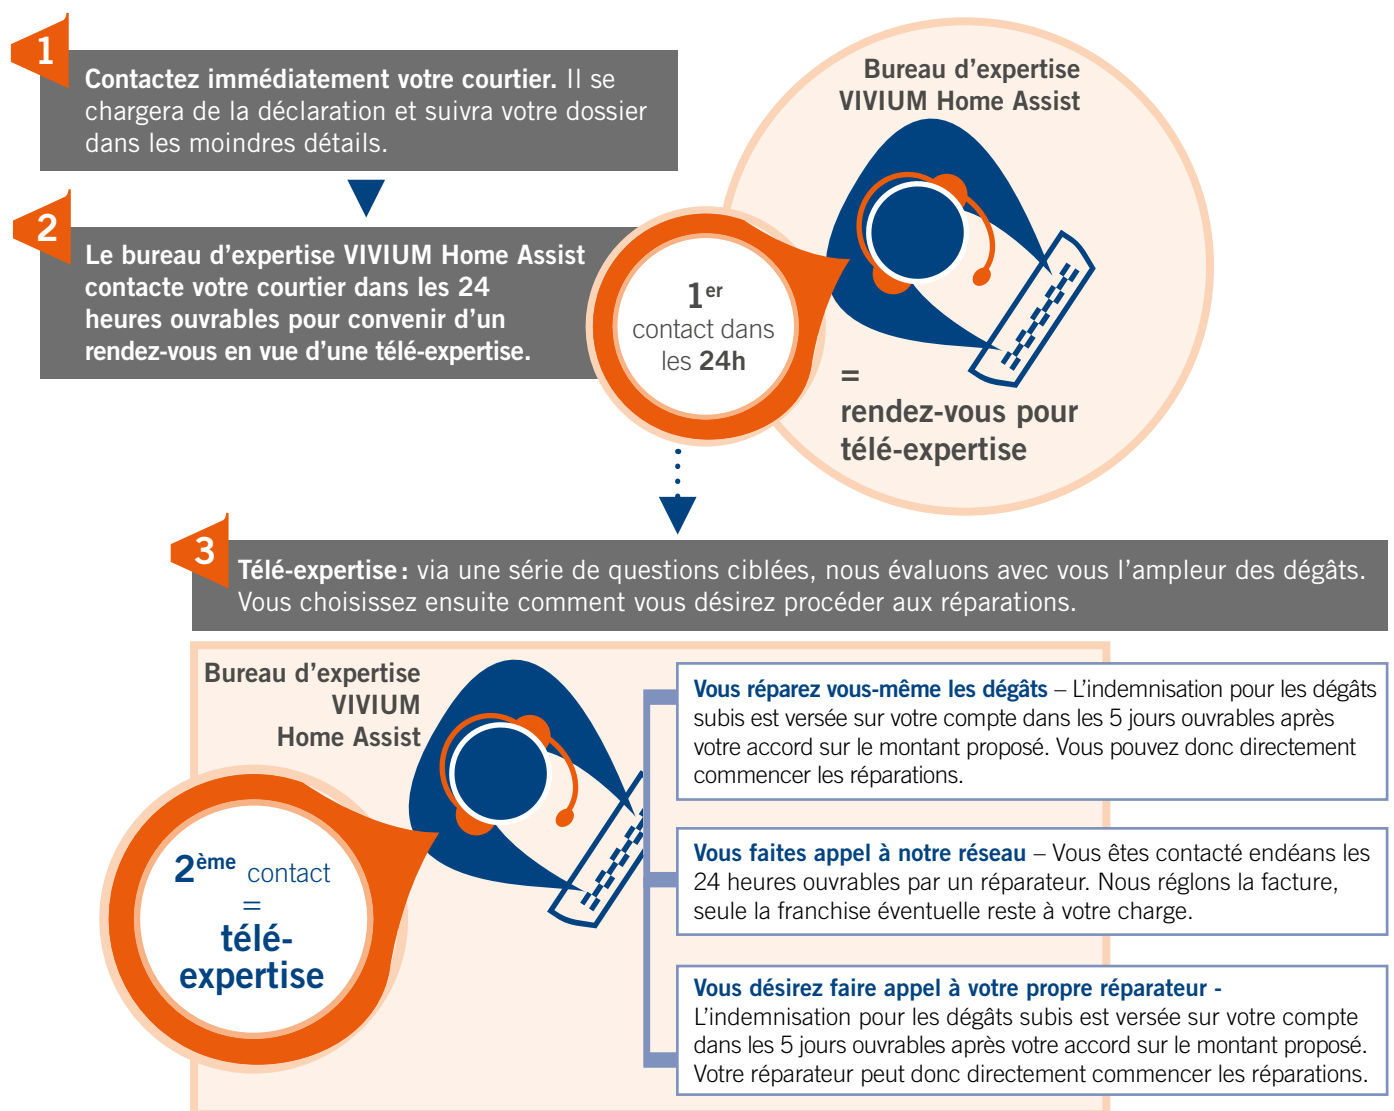 1
Contactez immédiatement votre courtier. Il se
chargera de la déclaration et suivra votre dossier
dans les moindres détails.
2
Le bureau d’expertise VIVIUM Home Assist
contacte votre courtier dans les 24
heures ouvrables pour convenir d’un
rendez-vous en vue d’une télé-expertise.
Bureau d’expertise
VIVIUM Home Assist
1er
contact dans
les 24h
=
rendez-vous pour
télé-expertise
3
Télé-expertise : via une série de questions ciblées, nous évaluons avec vous l’ampleur des dégâts.
Vous choisissez ensuite comment vous désirez procéder aux réparations.
Bureau d’expertise
VIVIUM
Home Assist
2ème contact
=
télé-
expertise
Vous réparez vous-même les dégâts – L’indemnisation pour les dégâts
subis est versée sur votre compte dans les 5 jours ouvrables après
votre accord sur le montant proposé. Vous pouvez donc directement
commencer les réparations.
Vous faites appel à notre réseau – Vous êtes contacté endéans les
24 heures ouvrables par un réparateur. Nous réglons la facture,
seule la franchise éventuelle reste à votre charge.
Vous désirez faire appel à votre propre réparateur -
L’indemnisation pour les dégâts subis est versée sur votre compte
dans les 5 jours ouvrables après votre accord sur le montant proposé.
Votre réparateur peut donc directement commencer les réparations.